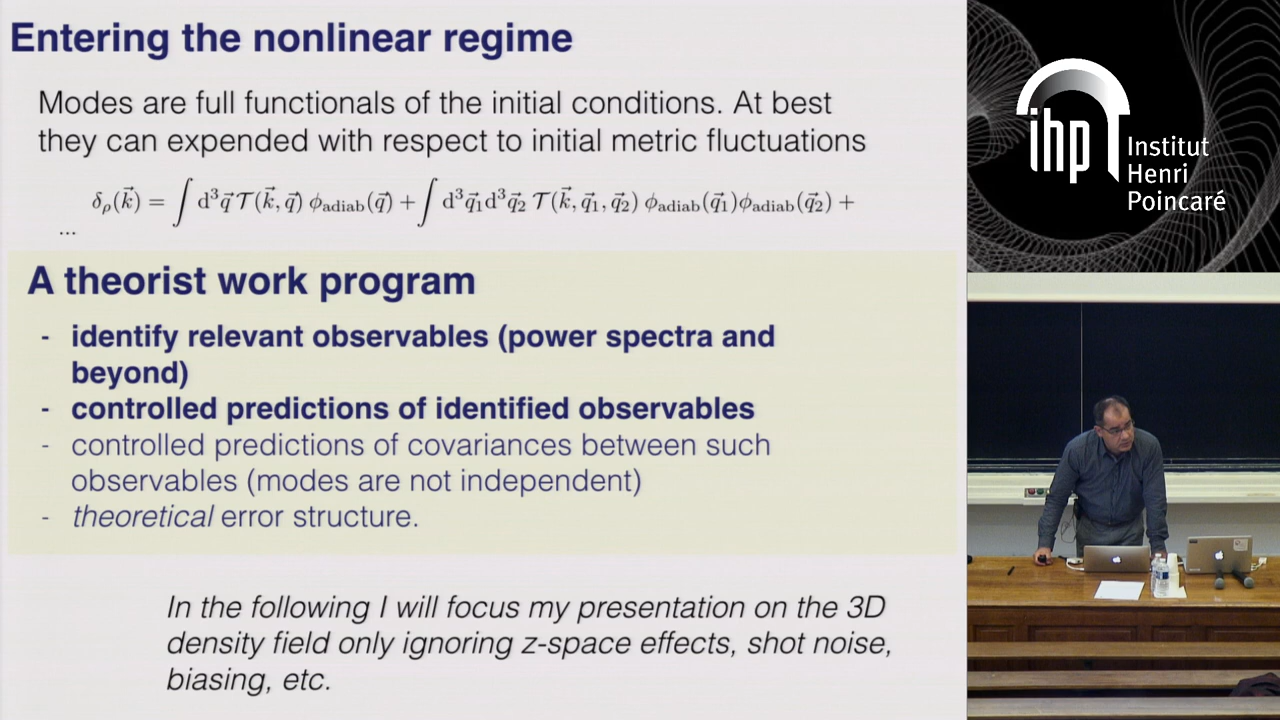 Entering the nonlinear regime
Modes are full functionals of the initial conditions. At best
they can expended with respect to initial metric fluctuations
δ_ρ(k⃗) = ∫ d³q⃗ 𝒯(k⃗, q⃗) ϕ_adiab(q⃗) + ∫ d³q⃗₁d³q⃗₂ 𝒯(k⃗, q⃗₁, q⃗₂) ϕ_adiab(q⃗₁)ϕ_adiab(q⃗₂) +
...
A theorist work program
- identify relevant observables (power spectra and
beyond)
- controlled predictions of identified observables
- controlled predictions of covariances between such
observables (modes are not independent)
- theoretical error structure.
In the following I will focus my presentation on the 3D
density field only ignoring z-space effects, shot noise,
biasing, etc.
ihp
Institut
Henri
Poincaré